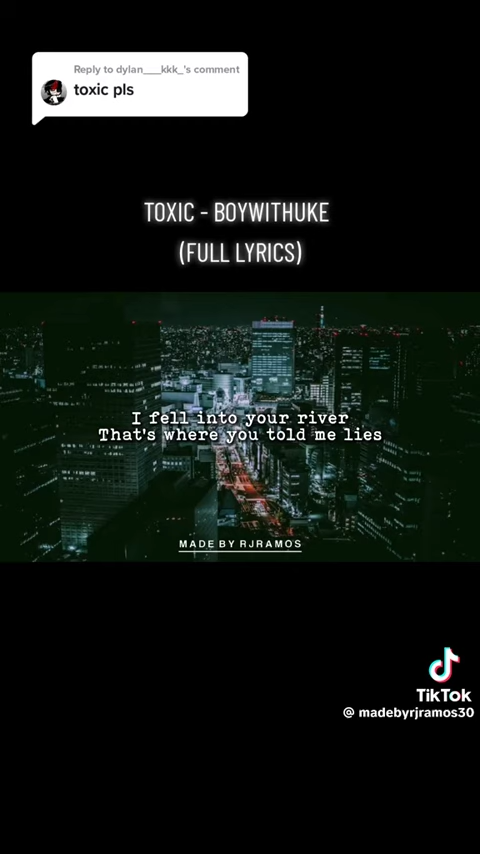 Reply to dylan___kkk_'s comment
toxic pls
TOXIC - BOYWITHUKE
(FULL LYRICS)
I fell into your river
That's where you told me lies
MADE BY RJRAMOS
TikTok
@ madebyrjramos30